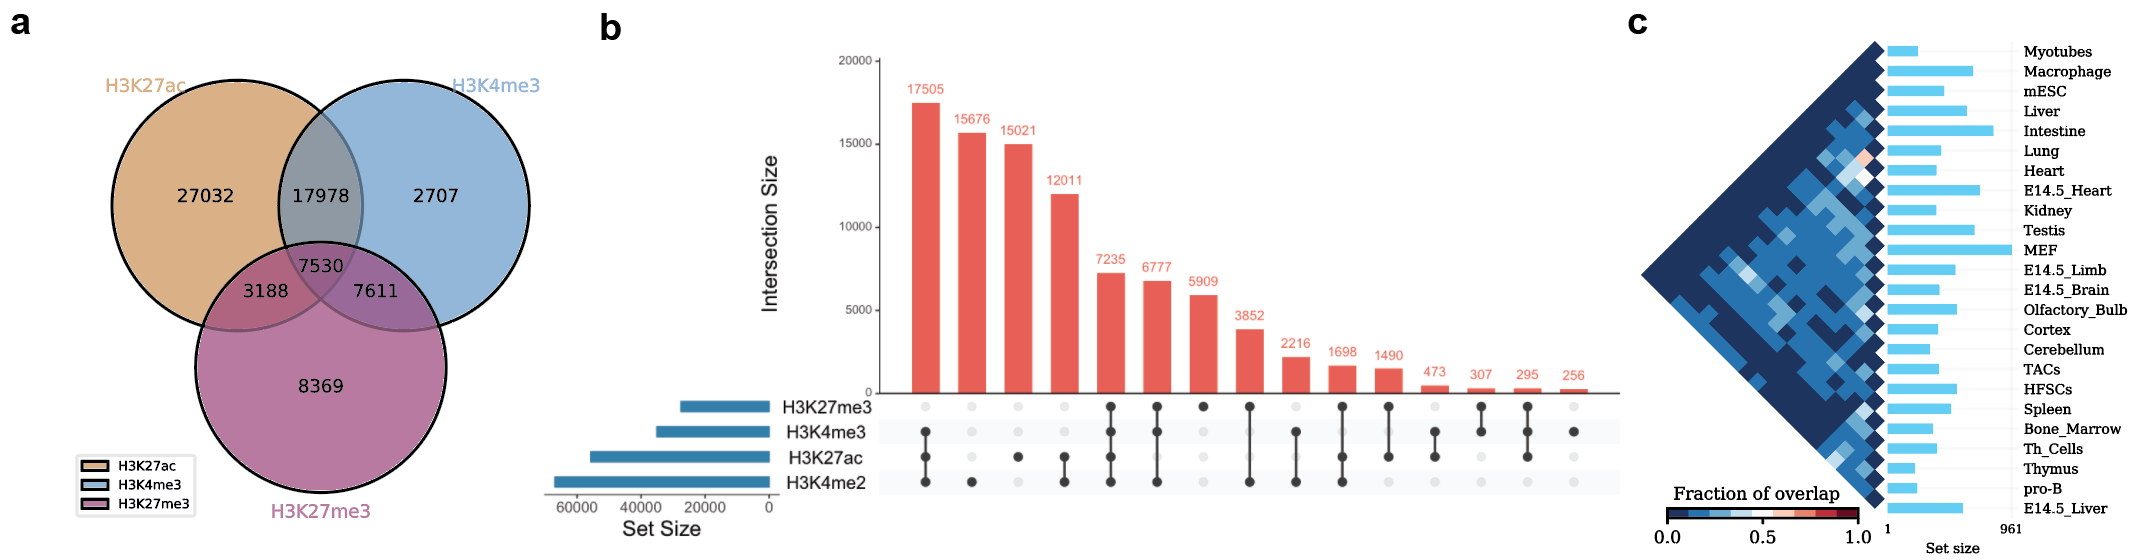 a
H3K27ac
H3K4me3
27032
17978
2707
7530
3188
7611
8369
H3K27me3
H3K27ac
H3K4me3
H3K27me3
b
Intersection Size
20000
15000
10000
5000
0
17505
15676
15021
12011
7235
6777
5909
3852
2216
1698
1490
473
307
295
256
H3K27me3
H3K4me3
H3K27ac
H3K4me2
60000 40000 20000 0
Set Size
c
Myotubes
Macrophage
mESC
Liver
Intestine
Lung
Heart
E14.5_Heart
Kidney
Testis
MEF
E14.5_Limb
E14.5_Brain
Olfactory_Bulb
Cortex
Cerebellum
TACs
HFSCs
Spleen
Bone_Marrow
Th_Cells
Thymus
pro-B
E14.5_Liver
1 961
Set size
Fraction of overlap
0.0 0.5 1.0